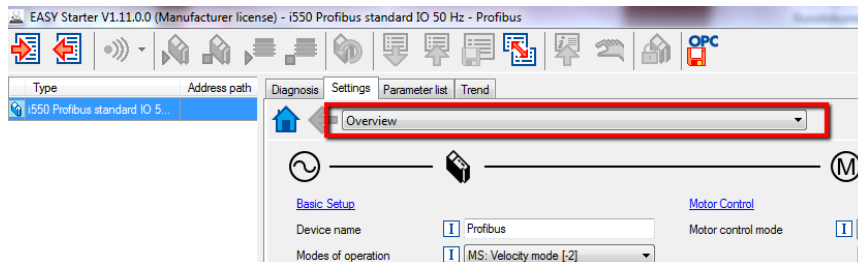 EASY Starter V1.11.0.0 (Manufacturer license) - i550 Profibus standard IO 50 Hz - Profibus
OPC
Type Address path Diagnosis Settings Parameter list Trend
i550 Profibus standard IO 5...
Overview
M
Basic Setup Motor Control
Device name I Profibus Motor control mode I
Modes of operation I MS: Velocity mode [-2]